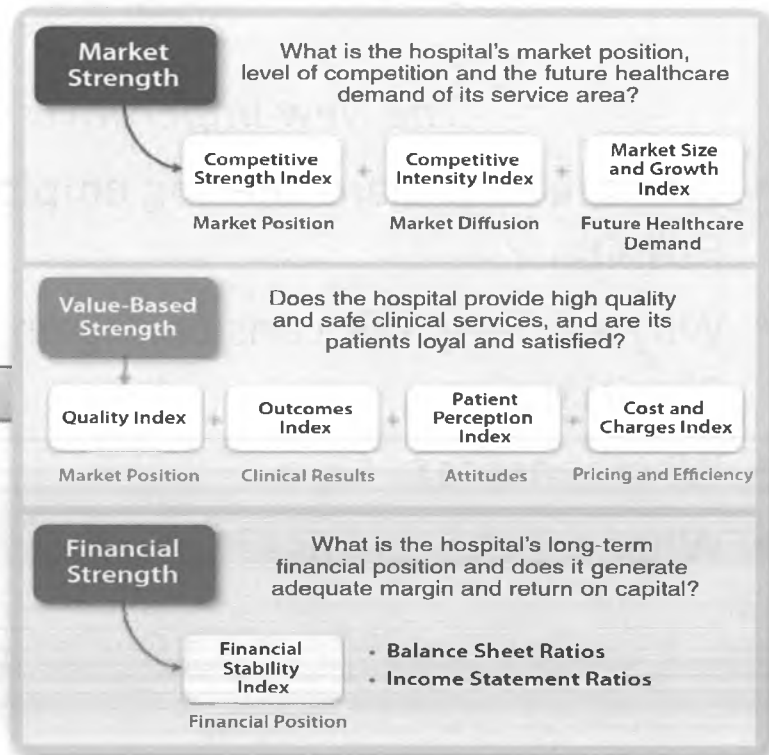 Market
Strength
What is the hospital's market position,
level of competition and the future healthcare
demand of its service area?
Competitive
Strength Index
+
Competitive
Intensity Index
+
Market Size
and Growth
Index
Market Position
Market Diffusion
Future Healthcare
Demand
Value-Based
Strength
Does the hospital provide high quality
and safe clinical services, and are its
patients loyal and satisfied?
Quality Index
+
Outcomes
Index
+
Patient
Perception
Index
+
Cost and
Charges Index
Market Position
Clinical Results
Attitudes
Pricing and Efficiency
Financial
Strength
What is the hospital's long-term
financial position and does it generate
adequate margin and return on capital?
Financial
Stability
Index
• Balance Sheet Ratios
• Income Statement Ratios
Financial Position